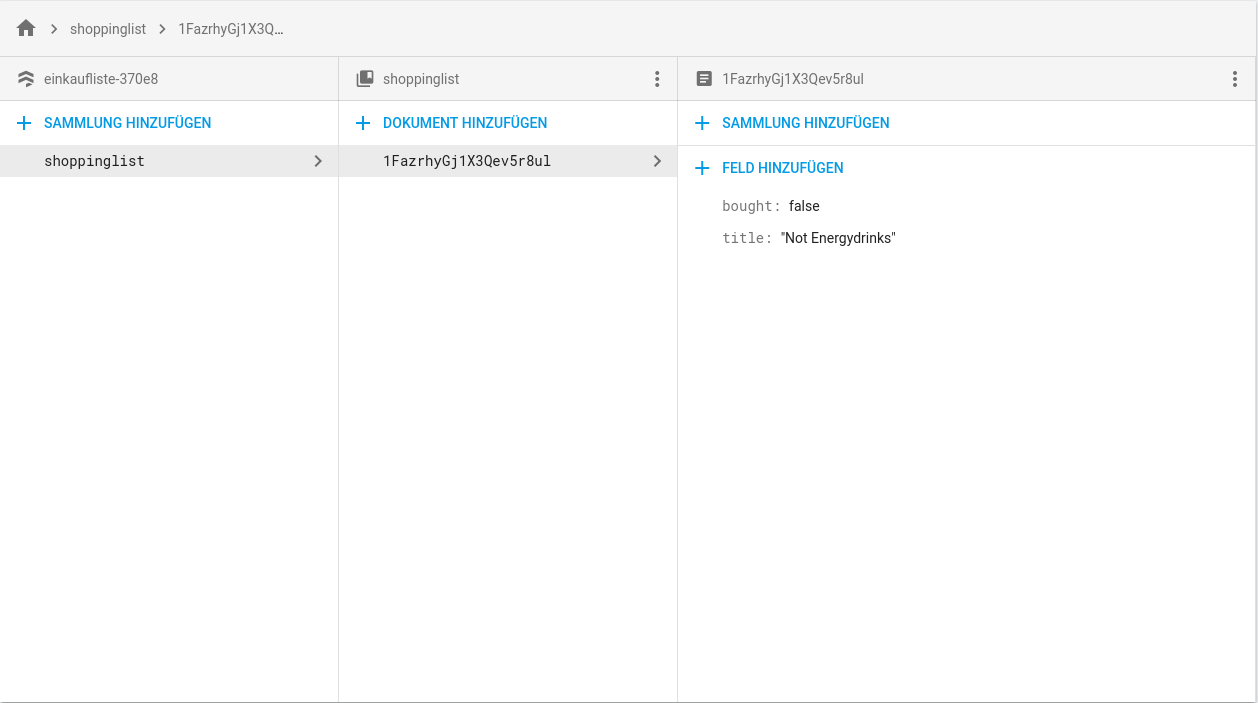 shoppinglist 1FazrhyGj1X3Q…
einkaufliste-370e8
SAMMLUNG HINZUFÜGEN
shoppinglist
shoppinglist
DOKUMENT HINZUFÜGEN
1FazrhyGj1X3Qev5r8ul
1FazrhyGj1X3Qev5r8ul
SAMMLUNG HINZUFÜGEN
FELD HINZUFÜGEN
bought: false
title: "Not Energydrinks"